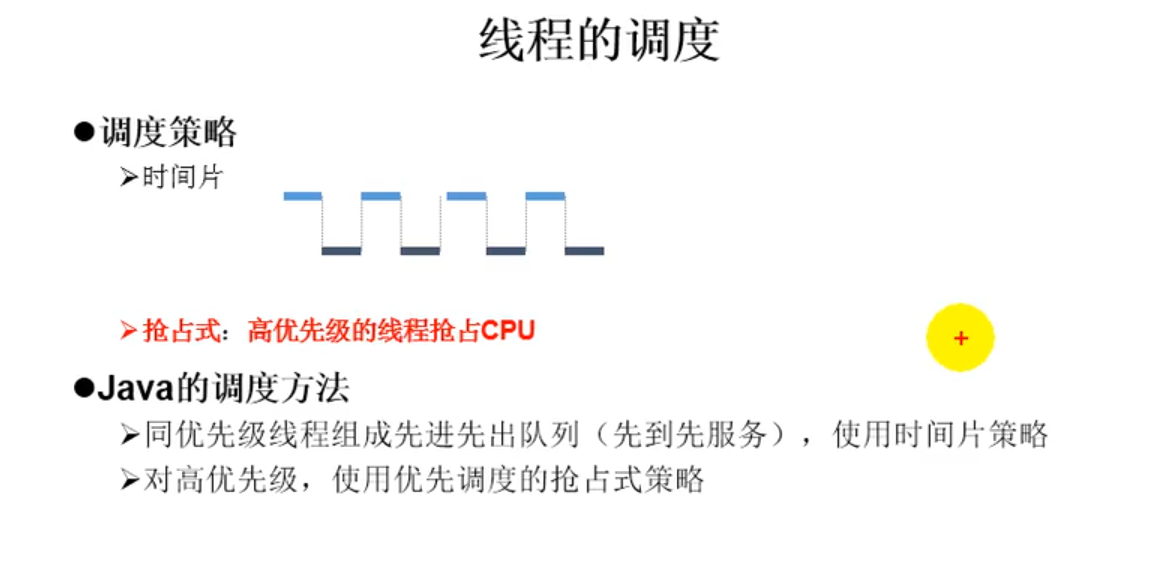 线程的调度
●调度策略
➢时间片
➢抢占式：高优先级的线程抢占CPU
●Java的调度方法
➢同优先级线程组成先进先出队列（先到先服务），使用时间片策略
➢对高优先级，使用优先调度的抢占式策略